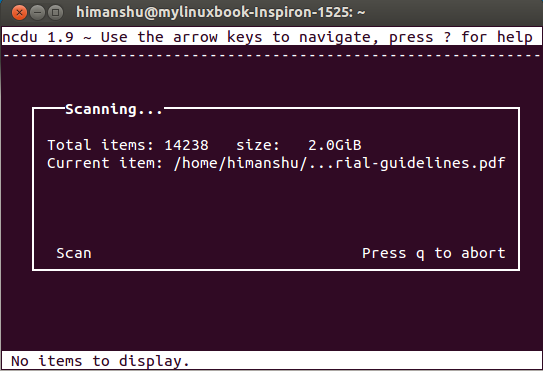 himanshu@mylinuxbook-Inspiron-1525: ~
ncdu 1.9 ~ Use the arrow keys to navigate, press ? for help
-----------------------------------------------------------
Scanning...
Total items: 14238   size:   2.0GiB
Current item: /home/himanshu/...rial-guidelines.pdf
Scan                              Press q to abort
No items to display.